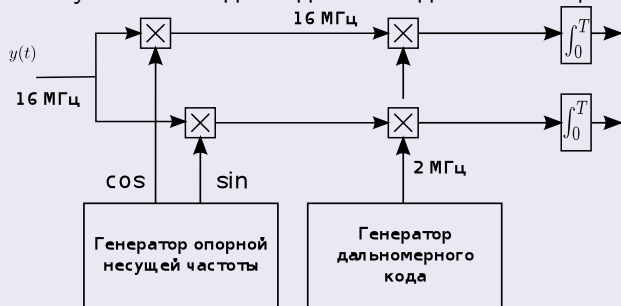 16 МГц
∫₀ᵀ
y(t)
16 МГц
∫₀ᵀ
2 МГц
cos
sin
Генератор опорной
несущей частоты
Генератор
дальномерного
кода